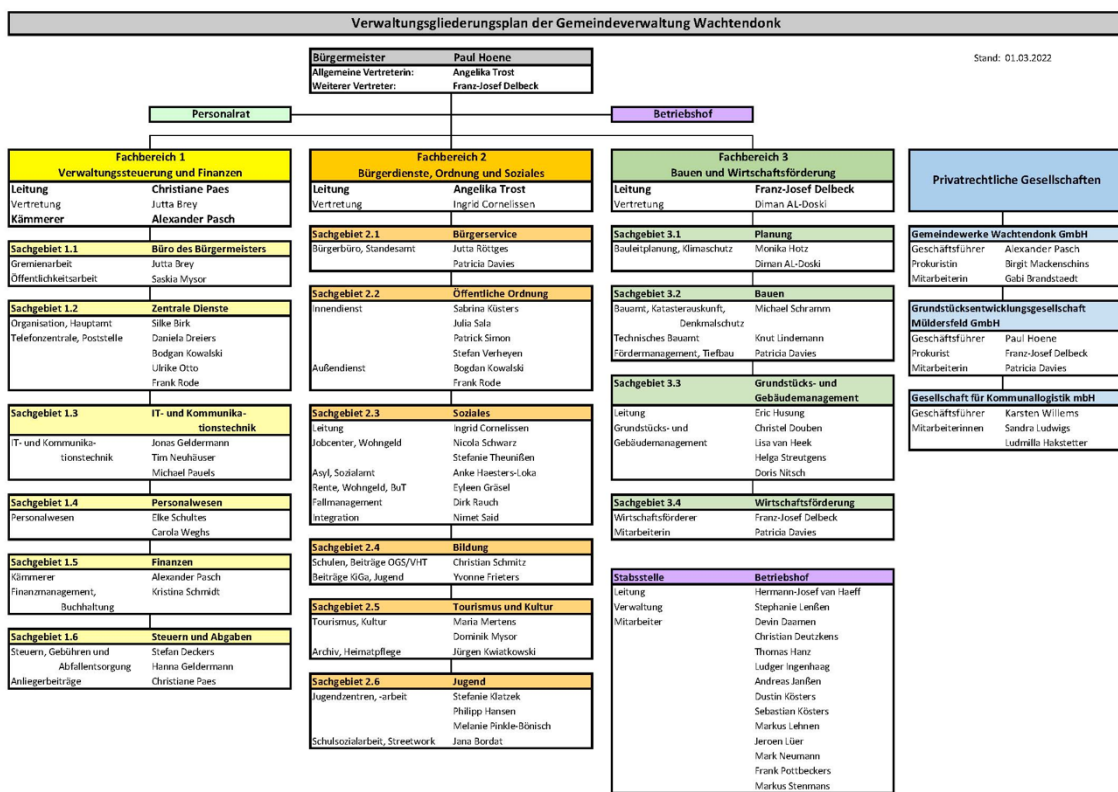 Verwaltungsgliederungsplan der Gemeindeverwaltung Wachtendonk
Stand: 01.03.2022
Bürgermeister Paul Hoene
Allgemeine Vertreterin: Angelika Trost
Weiterer Vertreter: Franz-Josef Delbeck
Personalrat
Betriebshof
Fachbereich 1
Verwaltungssteuerung und Finanzen
Leitung Christiane Paes
Vertretung Jutta Brey
Kämmerer Alexander Pasch
Sachgebiet 1.1 Büro des Bürgermeisters
Gremienarbeit Jutta Brey
Öffentlichkeitsarbeit Saskia Mysor
Sachgebiet 1.2 Zentrale Dienste
Organisation, Hauptamt Silke Birk
Telefonzentrale, Poststelle Daniela Dreiers
Bodgan Kowalski
Ulrike Otto
Frank Rode
Sachgebiet 1.3 IT- und Kommunika-
tionstechnik
IT- und Kommunika- Jonas Geldermann
tionstechnik Tim Neuhäuser
Michael Pauels
Sachgebiet 1.4 Personalwesen
Personalwesen Elke Schultes
Carola Weghs
Sachgebiet 1.5 Finanzen
Kämmerer Alexander Pasch
Finanzmanagement, Kristina Schmidt
Buchhaltung
Sachgebiet 1.6 Steuern und Abgaben
Steuern, Gebühren und Stefan Deckers
Abfallentsorgung Hanna Geldermann
Anliegerbeiträge Christiane Paes
Fachbereich 2
Bürgerdienste, Ordnung und Soziales
Leitung Angelika Trost
Vertretung Ingrid Cornelissen
Sachgebiet 2.1 Bürgerservice
Bürgerbüro, Standesamt Jutta Röttges
Patricia Davies
Sachgebiet 2.2 Öffentliche Ordnung
Innendienst Sabrina Küsters
Julia Sala
Patrick Simon
Stefan Verheyen
Außendienst Bogdan Kowalski
Frank Rode
Sachgebiet 2.3 Soziales
Leitung Ingrid Cornelissen
Jobcenter, Wohngeld Nicola Schwarz
Stefanie Theunißen
Asyl, Sozialamt Anke Haesters-Loka
Rente, Wohngeld, BuT Eyleen Gräsel
Fallmanagement Dirk Rauch
Integration Nimet Said
Sachgebiet 2.4 Bildung
Schulen, Beiträge OGS/VHT Christian Schmitz
Beiträge KiGa, Jugend Yvonne Frieters
Sachgebiet 2.5 Tourismus und Kultur
Tourismus, Kultur Maria Mertens
Dominik Mysor
Archiv, Heimatpflege Jürgen Kwiatkowski
Sachgebiet 2.6 Jugend
Jugendzentren, -arbeit Stefanie Klatzek
Philipp Hansen
Melanie Pinkle-Bönisch
Schulsozialarbeit, Streetwork Jana Bordat
Fachbereich 3
Bauen und Wirtschaftsförderung
Leitung Franz-Josef Delbeck
Vertretung Diman AL-Doski
Sachgebiet 3.1 Planung
Bauleitplanung, Klimaschutz Monika Hotz
Diman AL-Doski
Sachgebiet 3.2 Bauen
Bauamt, Katasterauskunft, Michael Schramm
Denkmalschutz
Technisches Bauamt Knut Lindemann
Fördermanagement, Tiefbau Patricia Davies
Sachgebiet 3.3 Grundstücks- und
Gebäudemanagement
Leitung Eric Husung
Grundstücks- und Christel Douben
Gebäudemanagement Lisa van Heek
Helga Streutgens
Doris Nitsch
Sachgebiet 3.4 Wirtschaftsförderung
Wirtschaftsförderer Franz-Josef Delbeck
Mitarbeiterin Patricia Davies
Stabsstelle Betriebshof
Leitung Hermann-Josef van Haeff
Verwaltung Stephanie Lenßen
Mitarbeiter Devin Daamen
Christian Deutzkens
Thomas Hanz
Ludger Ingenhaag
Andreas Janßen
Dustin Kösters
Sebastian Kösters
Markus Lehnen
Jeroen Lüer
Mark Neumann
Frank Pottbeckers
Markus Stenmans
Privatrechtliche Gesellschaften
Gemeindewerke Wachtendonk GmbH
Geschäftsführer Alexander Pasch
Prokuristin Birgit Mackenschins
Mitarbeiterin Gabi Brandstaedt
Grundstücksentwicklungsgesellschaft
Müldersfeld GmbH
Geschäftsführer Paul Hoene
Prokurist Franz-Josef Delbeck
Mitarbeiterin Patricia Davies
Gesellschaft für Kommunallogistik mbH
Geschäftsführer Karsten Willems
Mitarbeiterinnen Sandra Ludwigs
Ludmilla Hakstetter